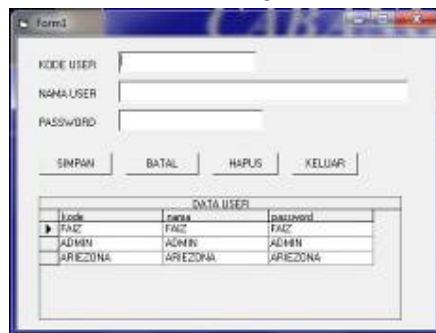 form1
KODE USER
NAMA USER
PASSWORD
SIMPAN BATAL HAPUS KELUAR
DATA USER
kode nama password
FAIZ FAIZ FAIZ
ADMIN ADMIN ADMIN
ARIEZONA ARIEZONA ARIEZONA